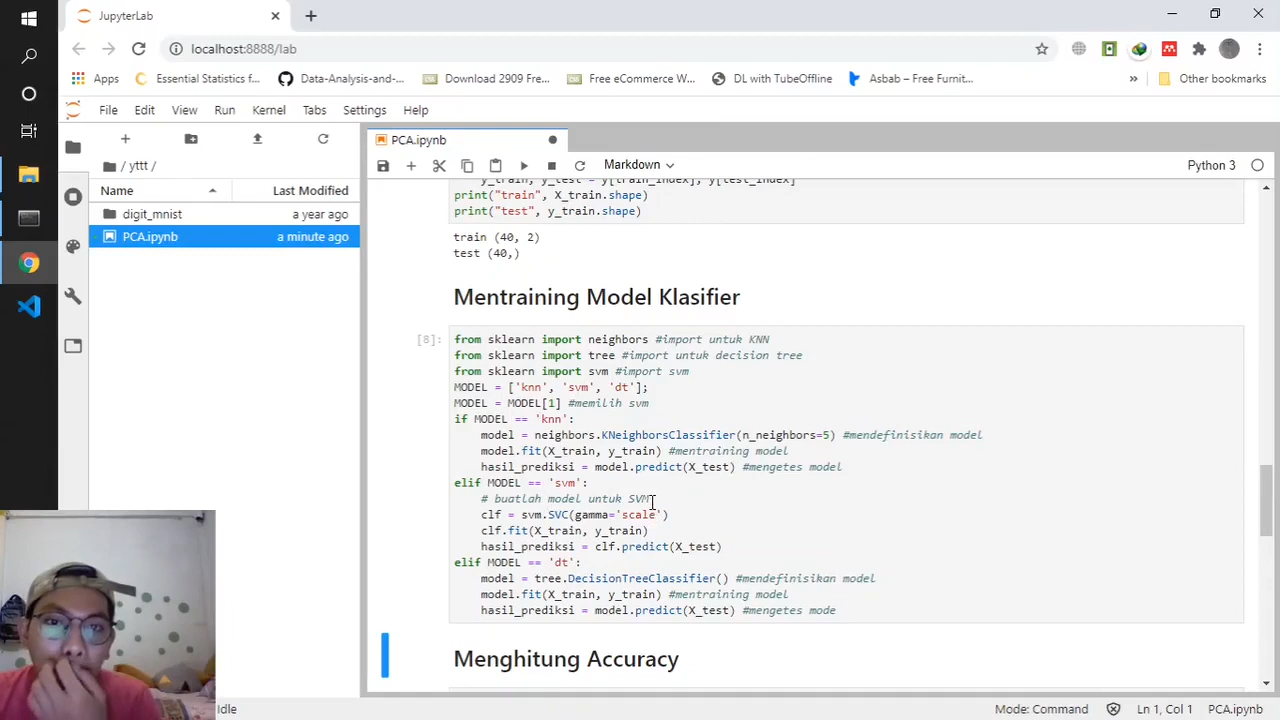 JupyterLab
localhost:8888/lab
Apps
Essential Statistics f...
Data-Analysis-and-...
Download 2909 Fre...
Free eCommerce W...
DL with TubeOffline
Asbab – Free Furnit...
»
Other bookmarks
File Edit View Run Kernel Tabs Settings Help
PCA.ipynb
/ yttt /
Markdown
Python 3
Name Last Modified
digit_mnist a year ago
PCA.ipynb a minute ago
y_train, y_test = y[train_index], y[test_index]
print("train", X_train.shape)
print("test", y_train.shape)
train (40, 2)
test (40,)
Mentraining Model Klasifier
[8]:
from sklearn import neighbors #import untuk KNN
from sklearn import tree #import untuk decision tree
from sklearn import svm #import svm
MODEL = ['knn', 'svm', 'dt'];
MODEL = MODEL[1] #memilih svm
if MODEL == 'knn':
model = neighbors.KNeighborsClassifier(n_neighbors=5) #mendefinisikan model
model.fit(X_train, y_train) #mentraining model
hasil_prediksi = model.predict(X_test) #mengetes model
elif MODEL == 'svm':
# buatlah model untuk SVM
clf = svm.SVC(gamma='scale')
clf.fit(X_train, y_train)
hasil_prediksi = clf.predict(X_test)
elif MODEL == 'dt':
model = tree.DecisionTreeClassifier() #mendefinisikan model
model.fit(X_train, y_train) #mentraining model
hasil_prediksi = model.predict(X_test) #mengetes mode
Menghitung Accuracy
Idle
Mode: Command
Ln 1, Col 1
PCA.ipynb